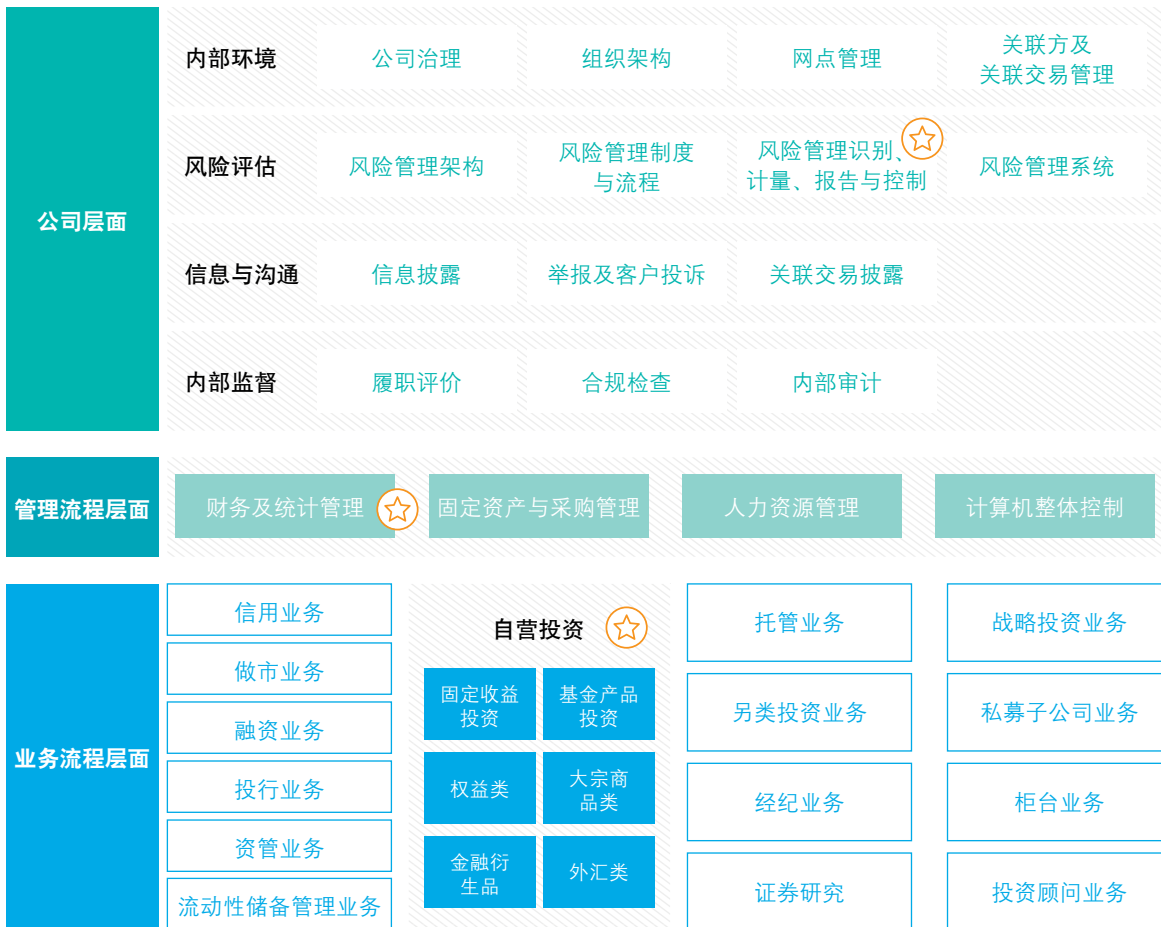 公司层面
内部环境
公司治理
组织架构
网点管理
关联方及
关联交易管理
风险评估
风险管理架构
风险管理制度
与流程
风险管理识别、
计量、报告与控制
风险管理系统
信息与沟通
信息披露
举报及客户投诉
关联交易披露
内部监督
履职评价
合规检查
内部审计
管理流程层面
财务及统计管理
固定资产与采购管理
人力资源管理
计算机整体控制
业务流程层面
信用业务
做市业务
融资业务
投行业务
资管业务
流动性储备管理业务
自营投资
固定收益
投资
基金产品
投资
权益类
大宗商
品类
金融衍
生品
外汇类
托管业务
另类投资业务
经纪业务
证券研究
战略投资业务
私募子公司业务
柜台业务
投资顾问业务